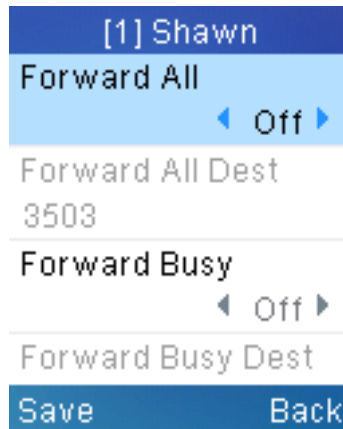 [1] Shawn
Forward All
Off
Forward All Dest
3503
Forward Busy
Off
Forward Busy Dest
Save Back